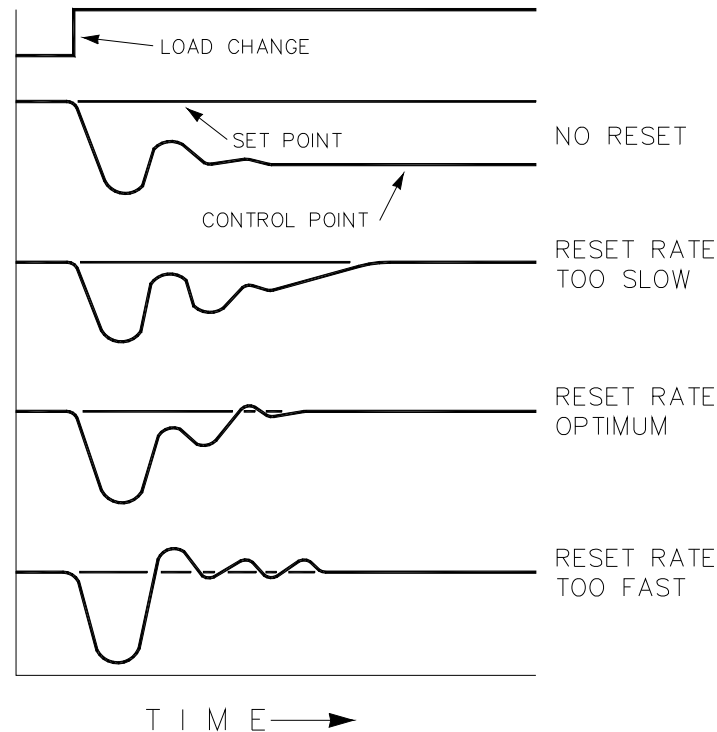 LOAD CHANGE
SET POINT
NO RESET
CONTROL POINT
RESET RATE
TOO SLOW
RESET RATE
OPTIMUM
RESET RATE
TOO FAST
TIME